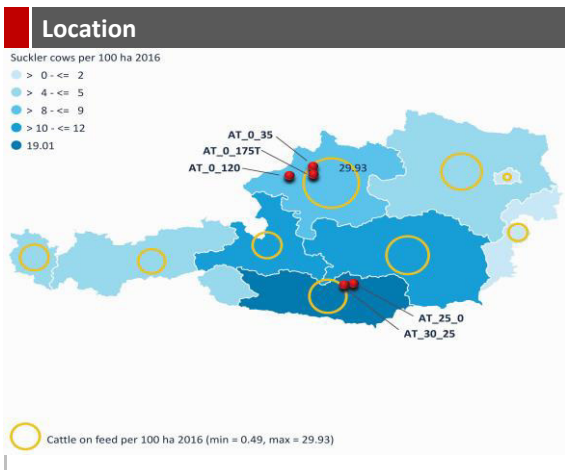 Location
Suckler cows per 100 ha 2016
> 0 - <= 2
> 4 - <= 5
> 8 - <= 9
> 10 - <= 12
19.01
AT_0_35
AT_0_175T
AT_0_120
29.93
AT_25_0
AT_30_25
Cattle on feed per 100 ha 2016 (min = 0.49, max = 29.93)